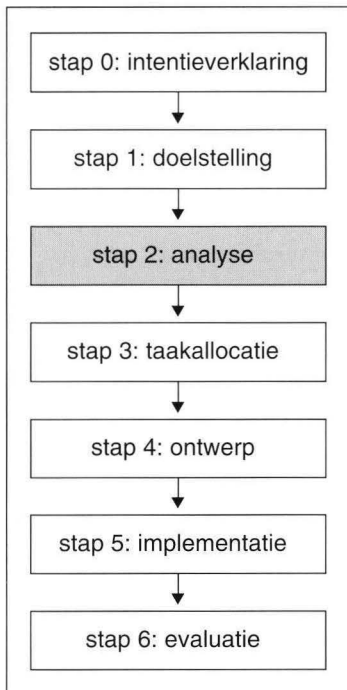 stap 0: intentieverklaring
stap 1: doelstelling
stap 2: analyse
stap 3: taakallocatie
stap 4: ontwerp
stap 5: implementatie
stap 6: evaluatie